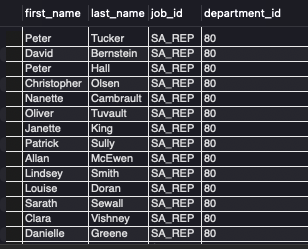 first_name last_name job_id department_id
Peter Tucker SA_REP 80
David Bernstein SA_REP 80
Peter Hall SA_REP 80
Christopher Olsen SA_REP 80
Nanette Cambrault SA_REP 80
Oliver Tuvault SA_REP 80
Janette King SA_REP 80
Patrick Sully SA_REP 80
Allan McEwen SA_REP 80
Lindsey Smith SA_REP 80
Louise Doran SA_REP 80
Sarath Sewall SA_REP 80
Clara Vishney SA_REP 80
Danielle Greene SA_REP 80